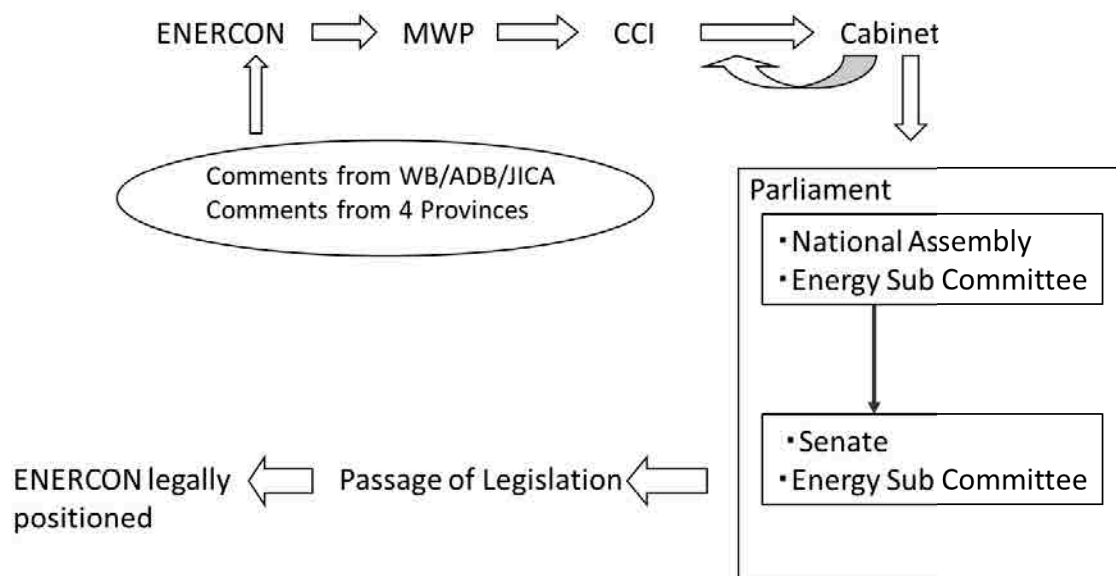 ENERCON MWP CCI Cabinet
Comments from WB/ADB/JICA
Comments from 4 Provinces
Parliament
・National Assembly
・Energy Sub Committee
・Senate
・Energy Sub Committee
Passage of Legislation
ENERCON legally
positioned